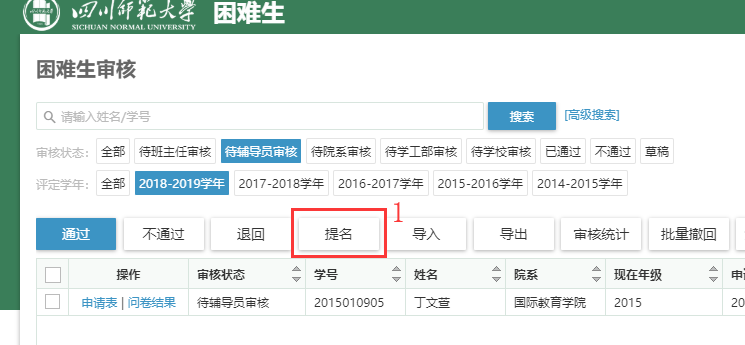 四川师范大学 困难生
SICHUAN NORMAL UNIVERSITY
困难生审核
请输入姓名/学号 搜索 [高级搜索]
审核状态: 全部 待班主任审核 待辅导员审核 待院系审核 待学工部审核 待学校审核 已通过 不通过 草稿
评定学年: 全部 2018-2019学年 2017-2018学年 2016-2017学年 2015-2016学年 2014-2015学年
1
通过 不通过 退回 提名 导入 导出 审核统计 批量撤回
操作 审核状态 学号 姓名 院系 现在年级 申
申请表 | 问卷结果 待辅导员审核 2015010905 丁文萱 国际教育学院 2015 20